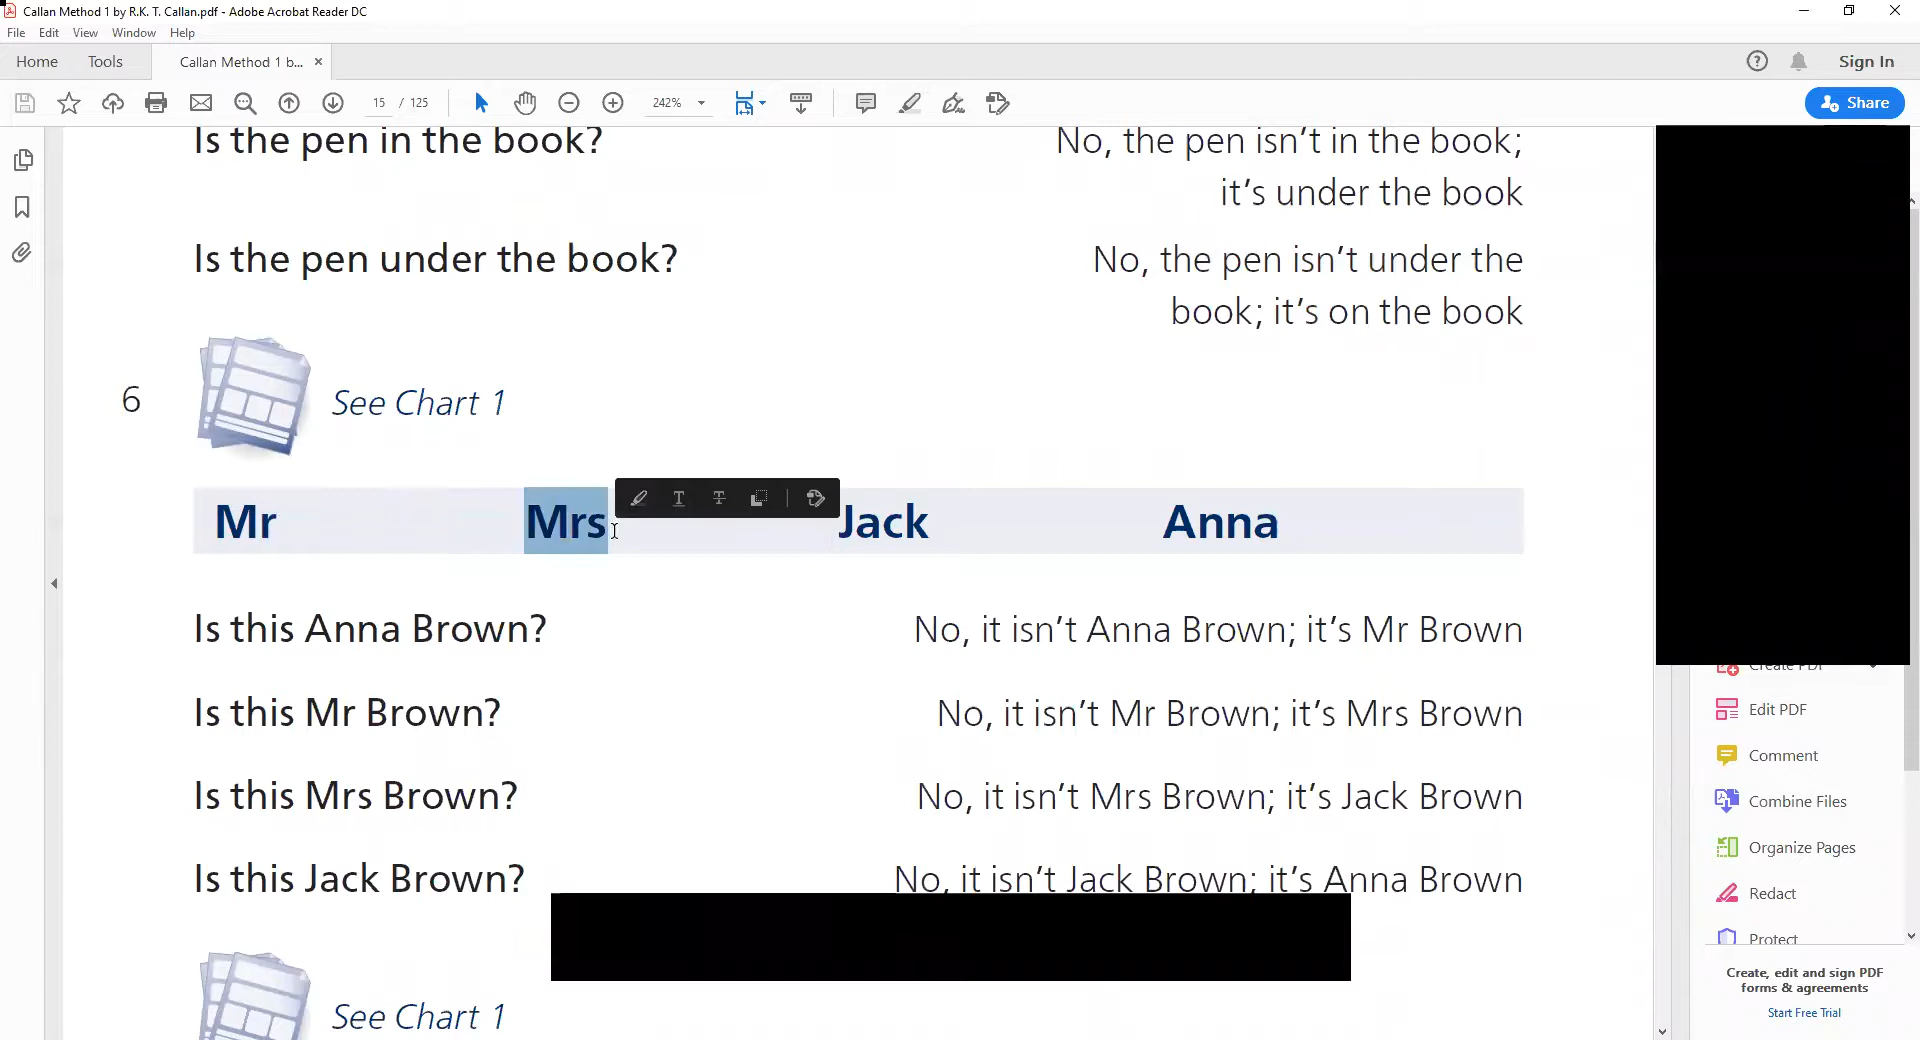 Callan Method 1 by R.K. T. Callan.pdf - Adobe Acrobat Reader DC
File Edit View Window Help
Home Tools Callan Method 1 b... × Sign In
15 / 125 242% Share
Is the pen in the book? No, the pen isn’t in the book;
it’s under the book
Is the pen under the book? No, the pen isn’t under the
book; it’s on the book
6 See Chart 1
Mr Mrs Jack Anna
Is this Anna Brown? No, it isn’t Anna Brown; it’s Mr Brown
Create PDF
Is this Mr Brown? No, it isn’t Mr Brown; it’s Mrs Brown
Edit PDF
Comment
Is this Mrs Brown? No, it isn’t Mrs Brown; it’s Jack Brown
Combine Files
Organize Pages
Is this Jack Brown? No, it isn’t Jack Brown; it’s Anna Brown
Redact
Protect
See Chart 1
Create, edit and sign PDF
forms & agreements
Start Free Trial